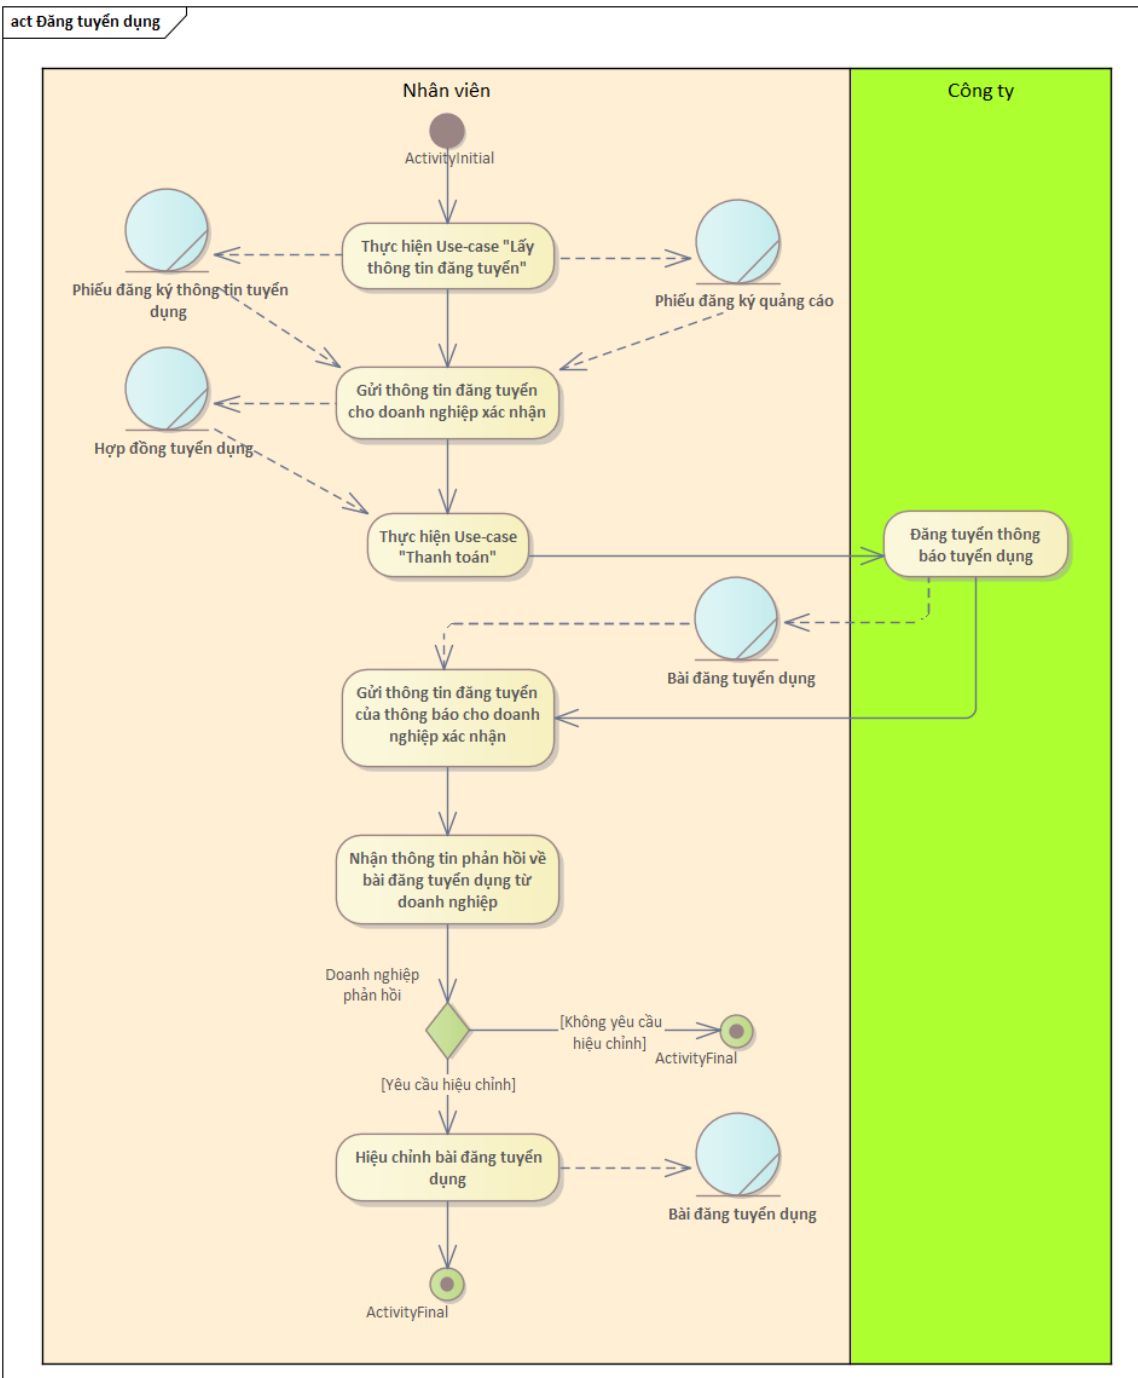 act Đăng tuyển dụng
Nhân viên
Công ty
ActivityInitial
Thực hiện Use-case "Lấy
thông tin đăng tuyển"
Phiếu đăng ký thông tin tuyển
dụng
Phiếu đăng ký quảng cáo
Gửi thông tin đăng tuyển
cho doanh nghiệp xác nhận
Hợp đồng tuyển dụng
Thực hiện Use-case
"Thanh toán"
Đăng tuyển thông
báo tuyển dụng
Bài đăng tuyển dụng
Gửi thông tin đăng tuyển
của thông báo cho doanh
nghiệp xác nhận
Nhận thông tin phản hồi về
bài đăng tuyển dụng từ
doanh nghiệp
Doanh nghiệp
phản hồi
[Không yêu cầu
hiệu chỉnh]
ActivityFinal
[Yêu cầu hiệu chỉnh]
Hiệu chỉnh bài đăng tuyển
dụng
Bài đăng tuyển dụng
ActivityFinal